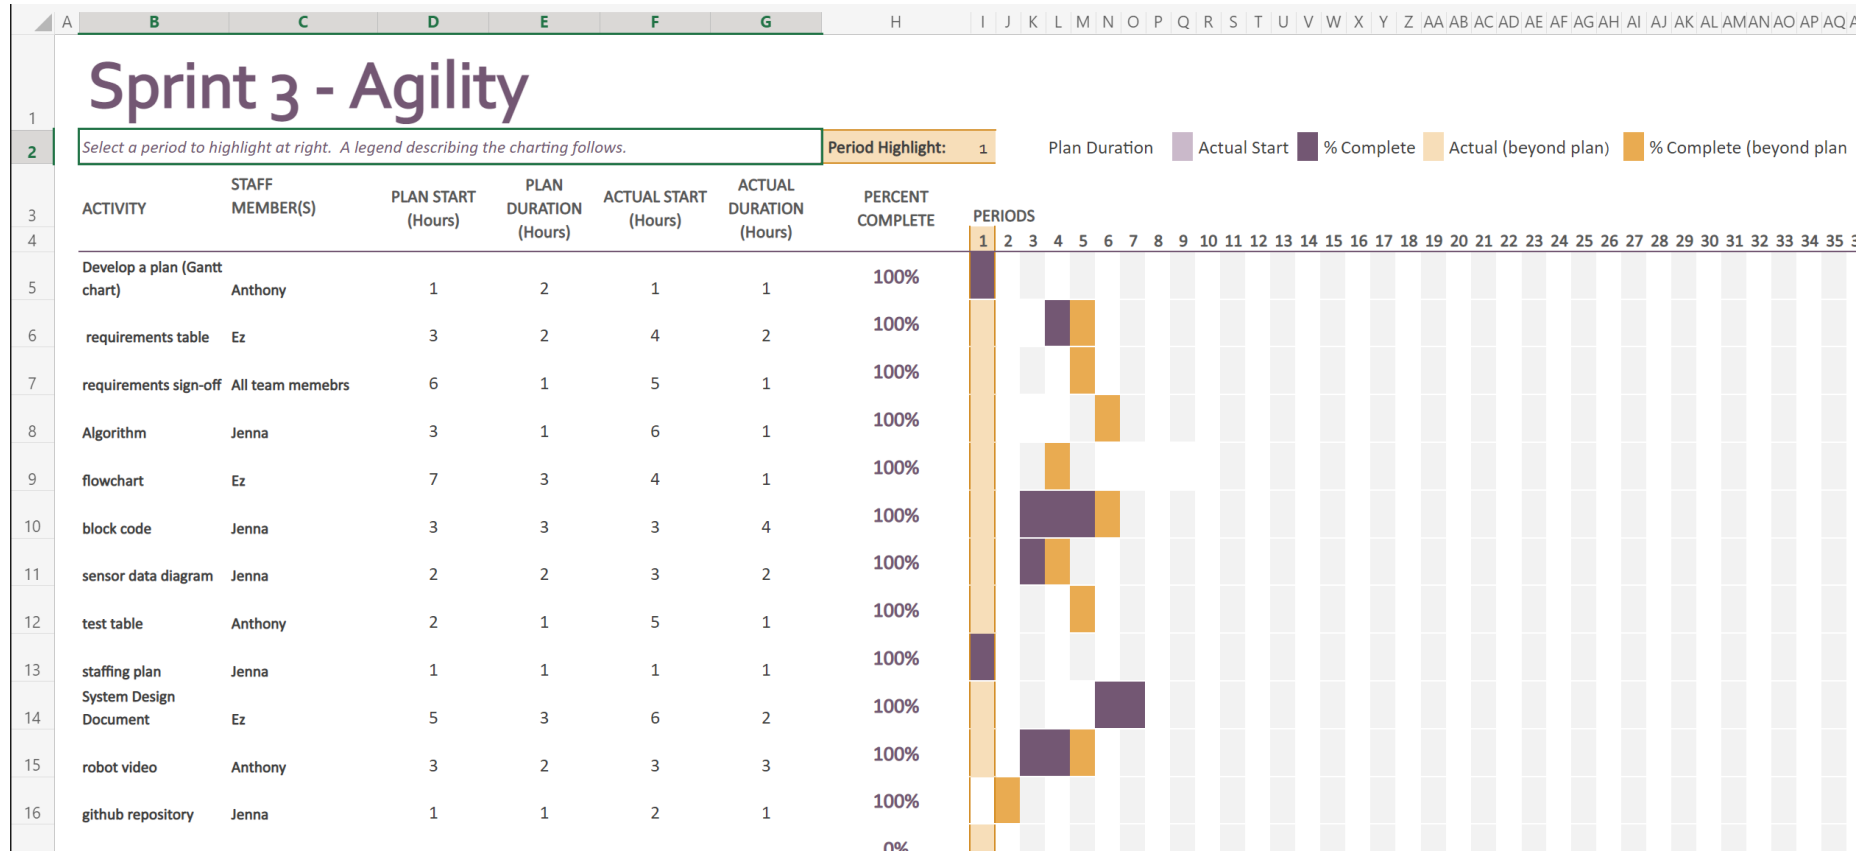 A B C D E F G H I J K L M N O P Q R S T U V W X Y Z AA AB AC AD AE AF AG AH AI AJ AK AL AM AN AO AP AQ
1 Sprint 3 - Agility
2 Select a period to highlight at right. A legend describing the charting follows. Period Highlight: 1 Plan Duration Actual Start % Complete Actual (beyond plan) % Complete (beyond plan
3 ACTIVITY STAFF MEMBER(S) PLAN START (Hours) PLAN DURATION (Hours) ACTUAL START (Hours) ACTUAL DURATION (Hours) PERCENT COMPLETE PERIODS
4 1 2 3 4 5 6 7 8 9 10 11 12 13 14 15 16 17 18 19 20 21 22 23 24 25 26 27 28 29 30 31 32 33 34 35
5 Develop a plan (Gantt chart) Anthony 1 2 1 1 100%
6 requirements table Ez 3 2 4 2 100%
7 requirements sign-off All team memebrs 6 1 5 1 100%
8 Algorithm Jenna 3 1 6 1 100%
9 flowchart Ez 7 3 4 1 100%
10 block code Jenna 3 3 3 4 100%
11 sensor data diagram Jenna 2 2 3 2 100%
12 test table Anthony 2 1 5 1 100%
13 staffing plan Jenna 1 1 1 1 100%
14 System Design Document Ez 5 3 6 2 100%
15 robot video Anthony 3 2 3 3 100%
16 github repository Jenna 1 1 2 1 100%
0%